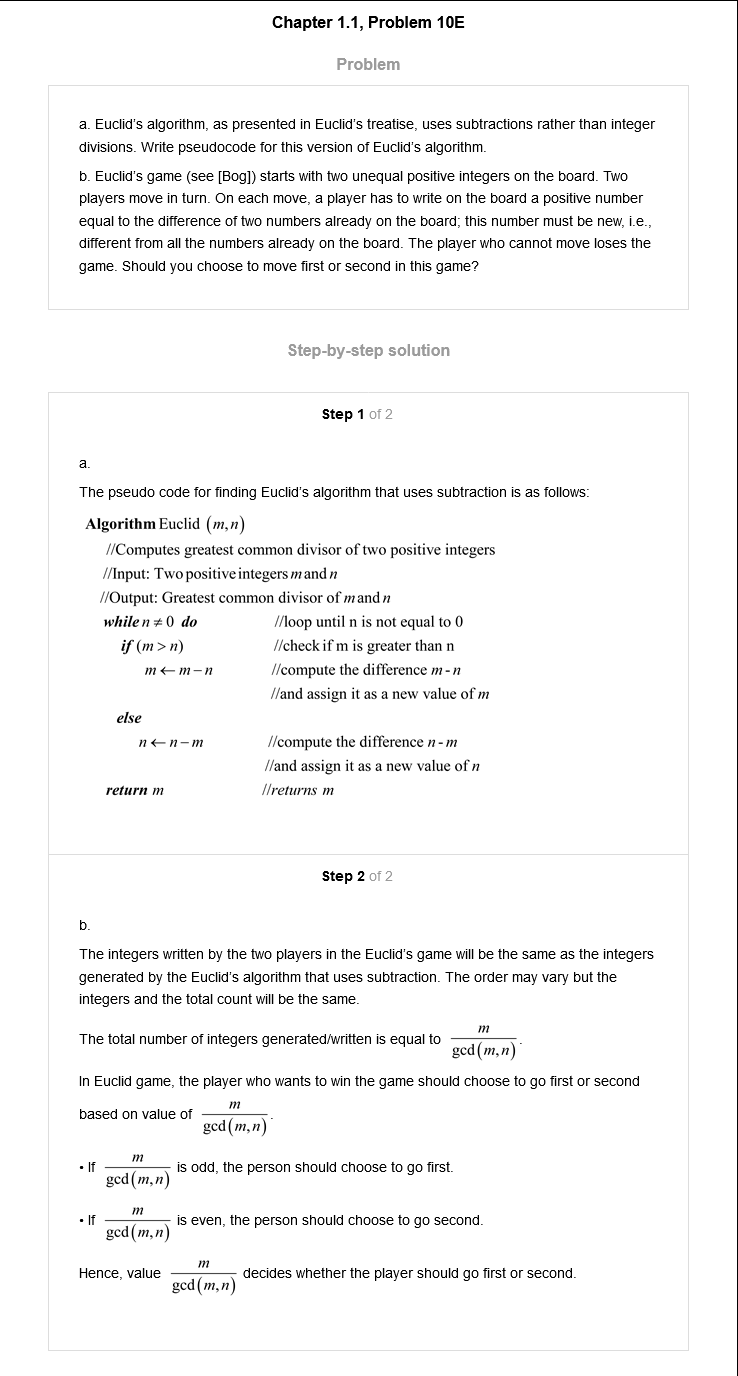 Chapter 1.1, Problem 10E
Problem
a. Euclid's algorithm, as presented in Euclid's treatise, uses subtractions rather than integer
divisions. Write pseudocode for this version of Euclid's algorithm.
b. Euclid's game (see [Bog]) starts with two unequal positive integers on the board. Two
players move in turn. On each move, a player has to write on the board a positive number
equal to the difference of two numbers already on the board; this number must be new, i.e.,
different from all the numbers already on the board. The player who cannot move loses the
game. Should you choose to move first or second in this game?
Step-by-step solution
Step 1 of 2
a.
The pseudo code for finding Euclid's algorithm that uses subtraction is as follows:
Algorithm Euclid (m,n)
//Computes greatest common divisor of two positive integers
//Input: Two positive integers m and n
//Output: Greatest common divisor of m and n
while n ≠ 0 do //loop until n is not equal to 0
if (m > n) //check if m is greater than n
m ← m − n //compute the difference m - n
//and assign it as a new value of m
else
n ← n − m //compute the difference n - m
//and assign it as a new value of n
return m //returns m
Step 2 of 2
b.
The integers written by the two players in the Euclid's game will be the same as the integers
generated by the Euclid's algorithm that uses subtraction. The order may vary but the
integers and the total count will be the same.
The total number of integers generated/written is equal to m/gcd(m,n).
In Euclid game, the player who wants to win the game should choose to go first or second
based on value of m/gcd(m,n).
• If m/gcd(m,n) is odd, the person should choose to go first.
• If m/gcd(m,n) is even, the person should choose to go second.
Hence, value m/gcd(m,n) decides whether the player should go first or second.